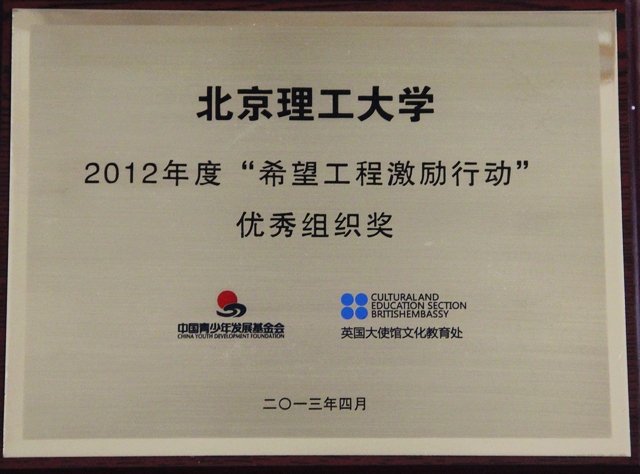 北京理工大学
2012年度“希望工程激励行动”
优秀组织奖
中国青少年发展基金会
CHINA YOUTH DEVELOPMENT FOUNDATION
CULTURALAND
EDUCATION SECTION
BRITISHEMBASSY
英国大使馆文化教育处
二〇一三年四月